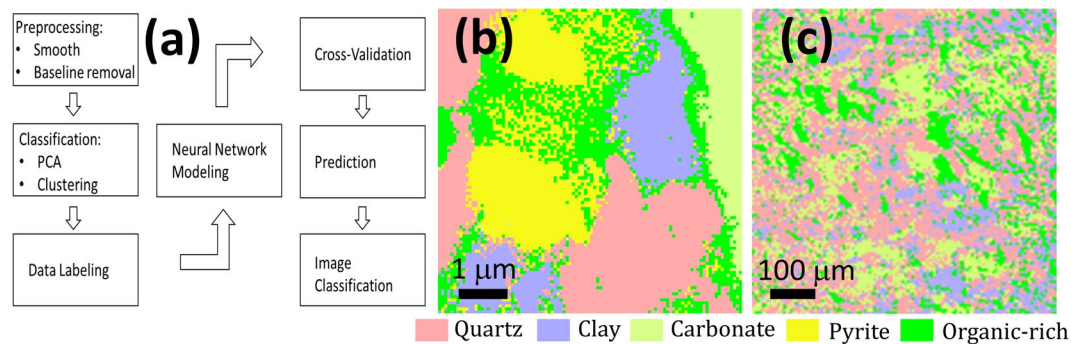 (a)
Preprocessing:
• Smooth
• Baseline removal
Classification:
• PCA
• Clustering
Data Labeling
Neural Network
Modeling
Cross-Validation
Prediction
Image
Classification
(b)
1 μm
(c)
100 μm
Quartz
Clay
Carbonate
Pyrite
Organic-rich